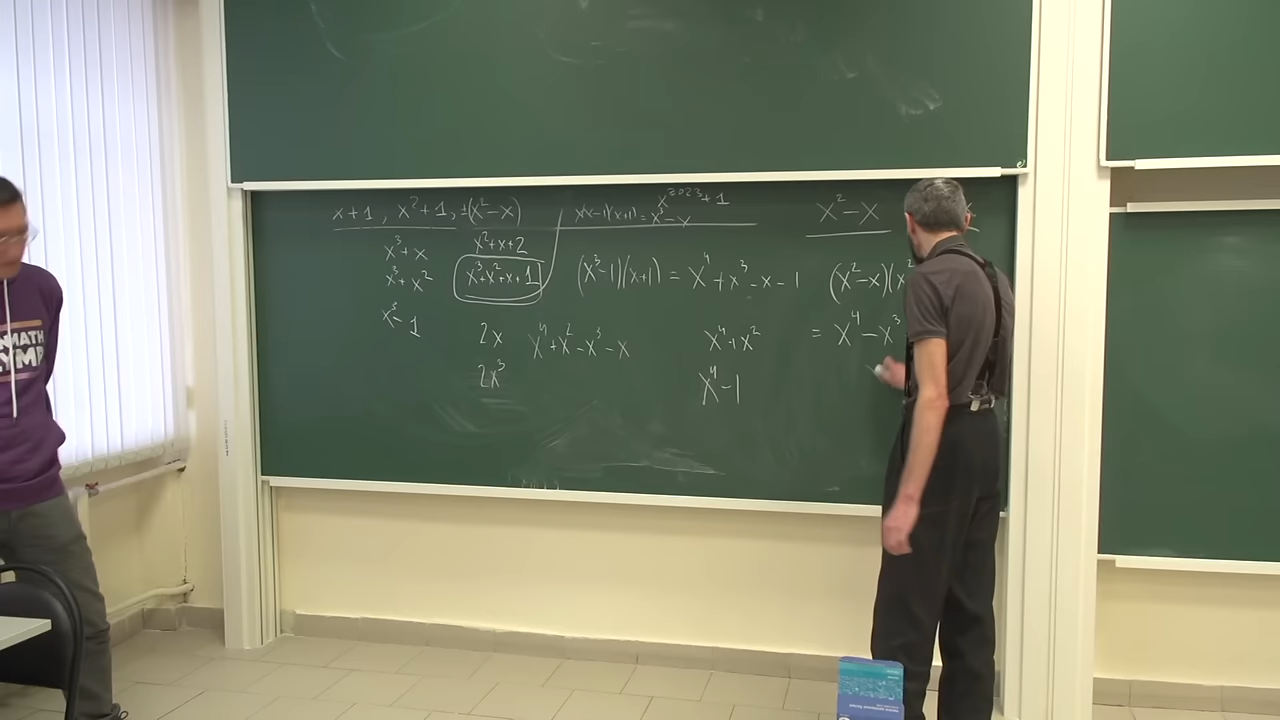 x+1, x²+1, ±(x²-x)
x(x-1)(x+1) = x³-x
x²⁰²³+1
x²-x
x³+x
x³+x²
x³-1
x²+x+2
x³+x²+x+1
2x
2x³
(x³-1)(x+1) = x⁴+x³-x-1
x⁴+x²-x³-x
x⁴+x²
x⁴-1
(x²-x)(x²
= x⁴-x³
MATH
YMP